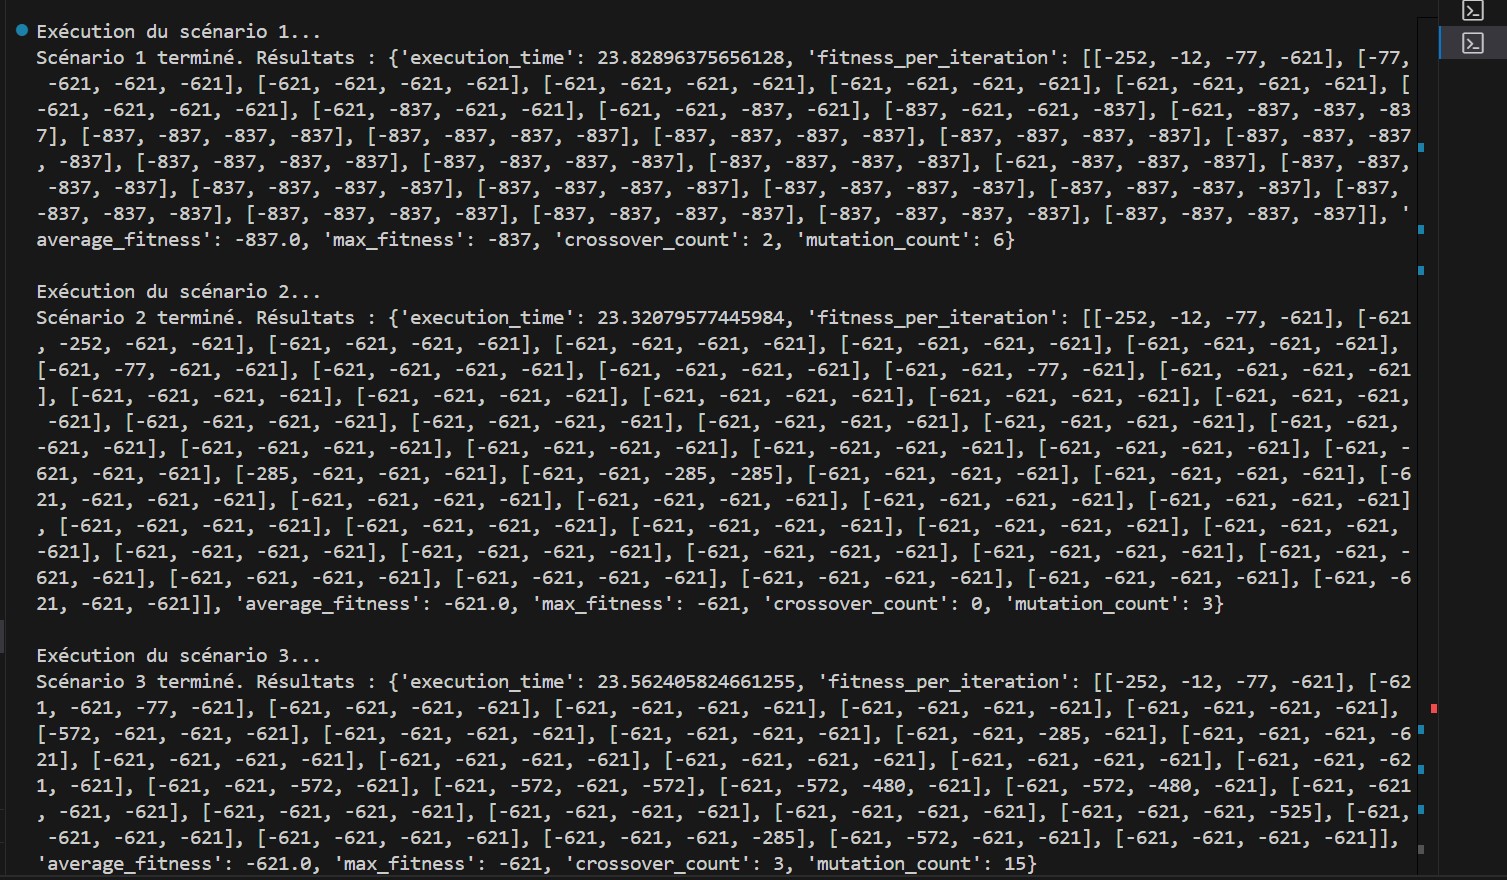 Exécution du scénario 1...
Scénario 1 terminé. Résultats : {'execution_time': 23.82896375656128, 'fitness_per_iteration': [[-252, -12, -77, -621], [-77,
 -621, -621, -621], [-621, -621, -621, -621], [-621, -621, -621, -621], [-621, -621, -621, -621], [-621, -621, -621, -621], [
-621, -621, -621, -621], [-621, -837, -621, -621], [-621, -621, -837, -621], [-837, -621, -621, -837], [-621, -837, -837, -83
7], [-837, -837, -837, -837], [-837, -837, -837, -837], [-837, -837, -837, -837], [-837, -837, -837, -837], [-837, -837, -837
, -837], [-837, -837, -837, -837], [-837, -837, -837, -837], [-837, -837, -837, -837], [-621, -837, -837, -837], [-837, -837,
 -837, -837], [-837, -837, -837, -837], [-837, -837, -837, -837], [-837, -837, -837, -837], [-837, -837, -837, -837], [-837,
-837, -837, -837], [-837, -837, -837, -837], [-837, -837, -837, -837], [-837, -837, -837, -837], [-837, -837, -837, -837]], '
average_fitness': -837.0, 'max_fitness': -837, 'crossover_count': 2, 'mutation_count': 6}
Exécution du scénario 2...
Scénario 2 terminé. Résultats : {'execution_time': 23.32079577445984, 'fitness_per_iteration': [[-252, -12, -77, -621], [-621
, -252, -621, -621], [-621, -621, -621, -621], [-621, -621, -621, -621], [-621, -621, -621, -621], [-621, -621, -621, -621],
[-621, -77, -621, -621], [-621, -621, -621, -621], [-621, -621, -621, -621], [-621, -621, -77, -621], [-621, -621, -621, -621
], [-621, -621, -621, -621], [-621, -621, -621, -621], [-621, -621, -621, -621], [-621, -621, -621, -621], [-621, -621, -621,
 -621], [-621, -621, -621, -621], [-621, -621, -621, -621], [-621, -621, -621, -621], [-621, -621, -621, -621], [-621, -621,
-621, -621], [-621, -621, -621, -621], [-621, -621, -621, -621], [-621, -621, -621, -621], [-621, -621, -621, -621], [-621, -
621, -621, -621], [-285, -621, -621, -621], [-621, -621, -285, -285], [-621, -621, -621, -621], [-621, -621, -621, -621], [-6
21, -621, -621, -621], [-621, -621, -621, -621], [-621, -621, -621, -621], [-621, -621, -621, -621], [-621, -621, -621, -621]
, [-621, -621, -621, -621], [-621, -621, -621, -621], [-621, -621, -621, -621], [-621, -621, -621, -621], [-621, -621, -621,
-621], [-621, -621, -621, -621], [-621, -621, -621, -621], [-621, -621, -621, -621], [-621, -621, -621, -621], [-621, -621, -
621, -621], [-621, -621, -621, -621], [-621, -621, -621, -621], [-621, -621, -621, -621], [-621, -621, -621, -621], [-621, -6
21, -621, -621]], 'average_fitness': -621.0, 'max_fitness': -621, 'crossover_count': 0, 'mutation_count': 3}
Exécution du scénario 3...
Scénario 3 terminé. Résultats : {'execution_time': 23.562405824661255, 'fitness_per_iteration': [[-252, -12, -77, -621], [-62
1, -621, -77, -621], [-621, -621, -621, -621], [-621, -621, -621, -621], [-621, -621, -621, -621], [-621, -621, -621, -621],
[-572, -621, -621, -621], [-621, -621, -621, -621], [-621, -621, -621, -621], [-621, -621, -285, -621], [-621, -621, -621, -6
21], [-621, -621, -621, -621], [-621, -621, -621, -621], [-621, -621, -621, -621], [-621, -621, -621, -621], [-621, -621, -62
1, -621], [-621, -621, -572, -621], [-621, -572, -621, -572], [-621, -572, -480, -621], [-621, -572, -480, -621], [-621, -621
, -621, -621], [-621, -621, -621, -621], [-621, -621, -621, -621], [-621, -621, -621, -621], [-621, -621, -621, -525], [-621,
 -621, -621, -621], [-621, -621, -621, -621], [-621, -621, -621, -285], [-621, -572, -621, -621], [-621, -621, -621, -621]],
'average_fitness': -621.0, 'max_fitness': -621, 'crossover_count': 3, 'mutation_count': 15}